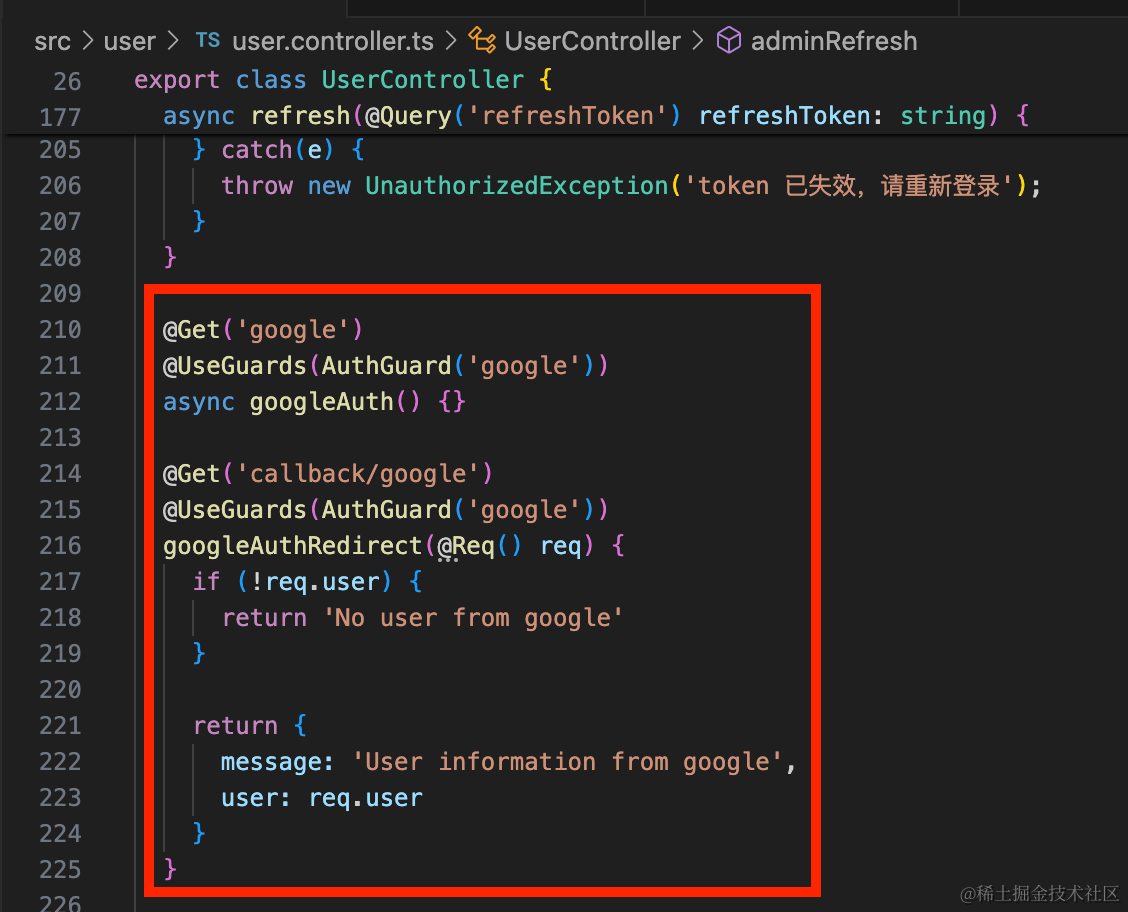 src > user > TS user.controller.ts > UserController > adminRefresh
26 export class UserController {
177 async refresh(@Query('refreshToken') refreshToken: string) {
205 } catch(e) {
206 throw new UnauthorizedException('token 已失效，请重新登录');
207 }
208 }
209
210 @Get('google')
211 @UseGuards(AuthGuard('google'))
212 async googleAuth() {}
213
214 @Get('callback/google')
215 @UseGuards(AuthGuard('google'))
216 googleAuthRedirect(@Req() req) {
217 if (!req.user) {
218 return 'No user from google'
219 }
220
221 return {
222 message: 'User information from google',
223 user: req.user
224 }
225 }
226
@稀土掘金技术社区